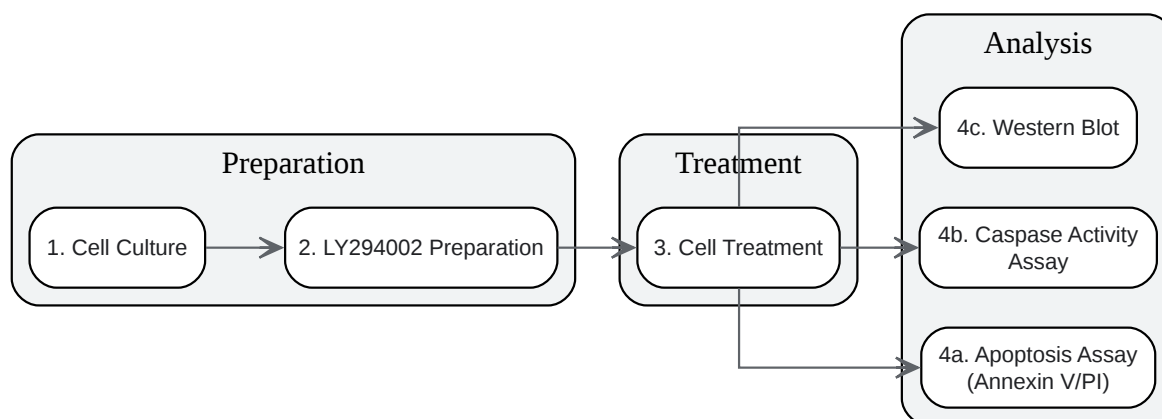 Preparation
1. Cell Culture
2. LY294002 Preparation
Treatment
3. Cell Treatment
Analysis
4c. Western Blot
4b. Caspase Activity
Assay
4a. Apoptosis Assay
(Annexin V/PI)